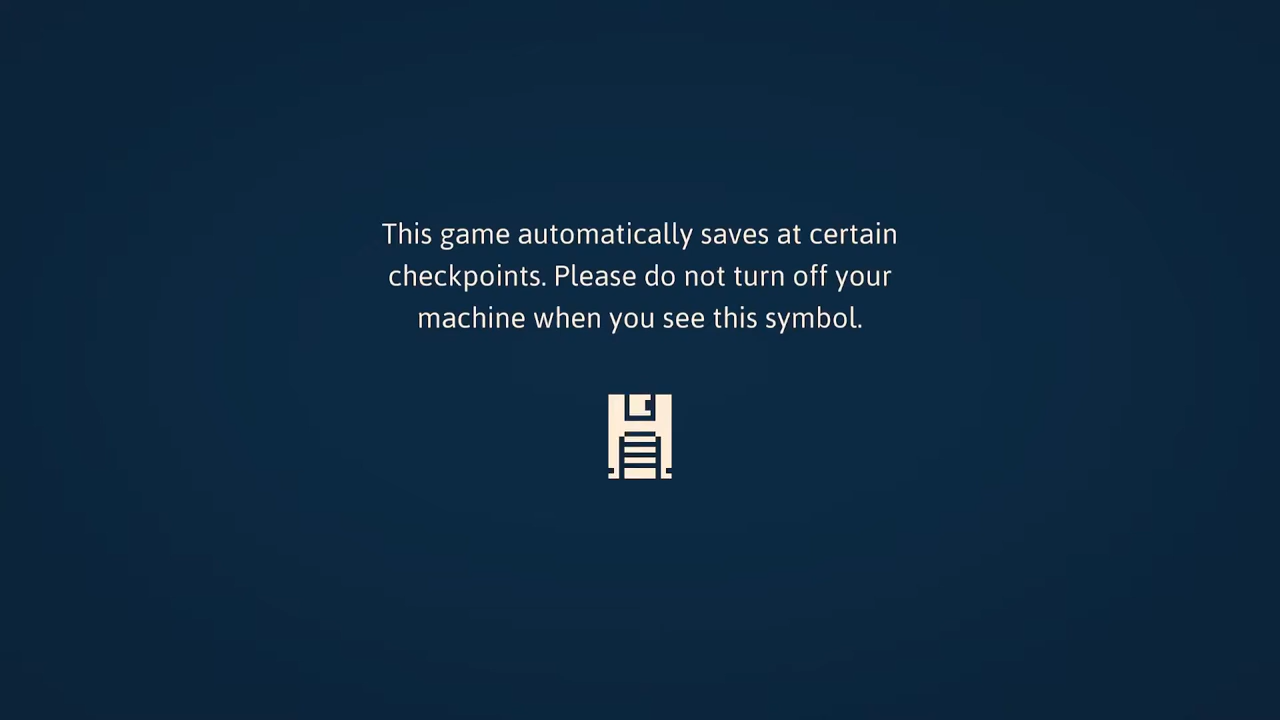 This game automatically saves at certain
checkpoints. Please do not turn off your
machine when you see this symbol.